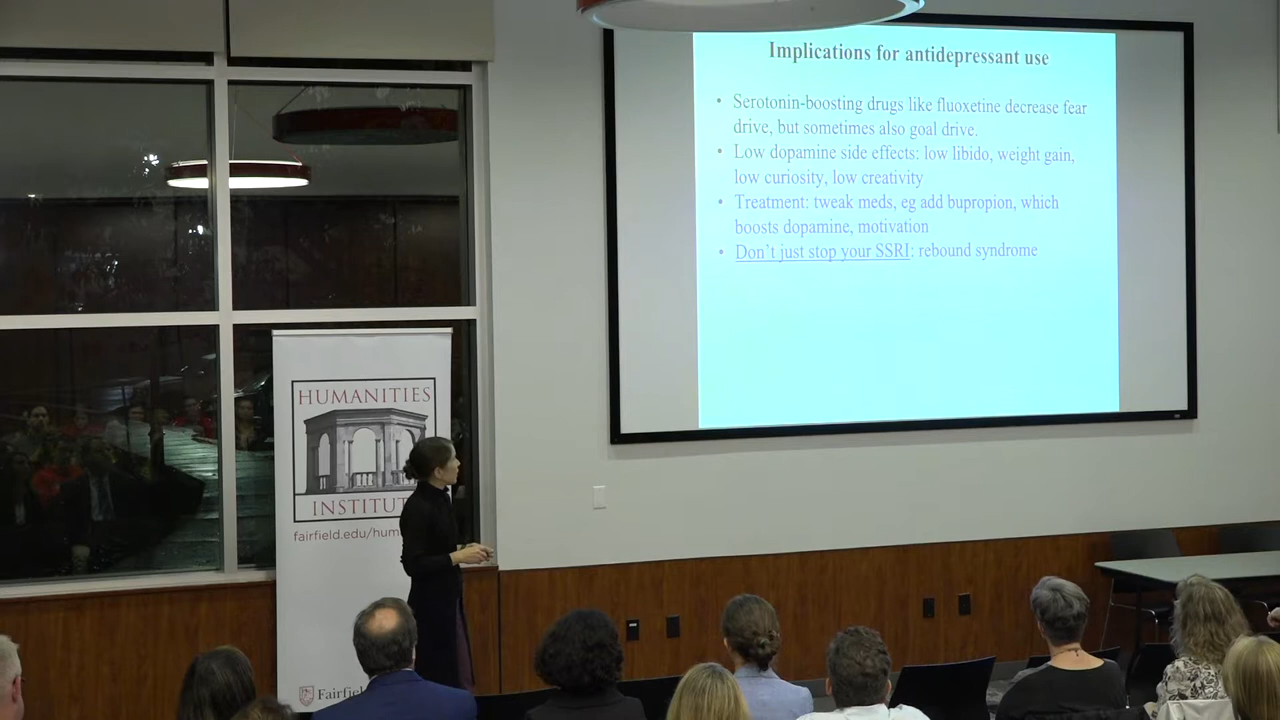 Implications for antidepressant use
• Serotonin-boosting drugs like fluoxetine decrease fear
drive, but sometimes also goal drive.
• Low dopamine side effects: low libido, weight gain,
low curiosity, low creativity
• Treatment: tweak meds, eg add bupropion, which
boosts dopamine, motivation
• Don't just stop your SSRI: rebound syndrome
HUMANITIES
INSTITUT
fairfield.edu/hum
Fairfiel